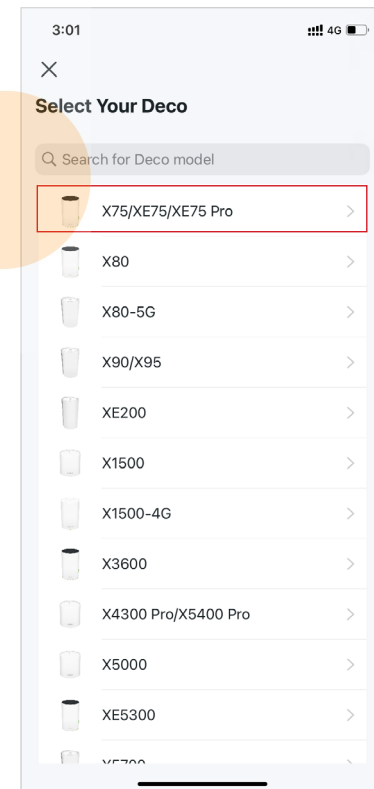 3:01
4G
Select Your Deco
Search for Deco model
X75/XE75/XE75 Pro
X80
X80-5G
X90/X95
XE200
X1500
X1500-4G
X3600
X4300 Pro/X5400 Pro
X5000
XE5300